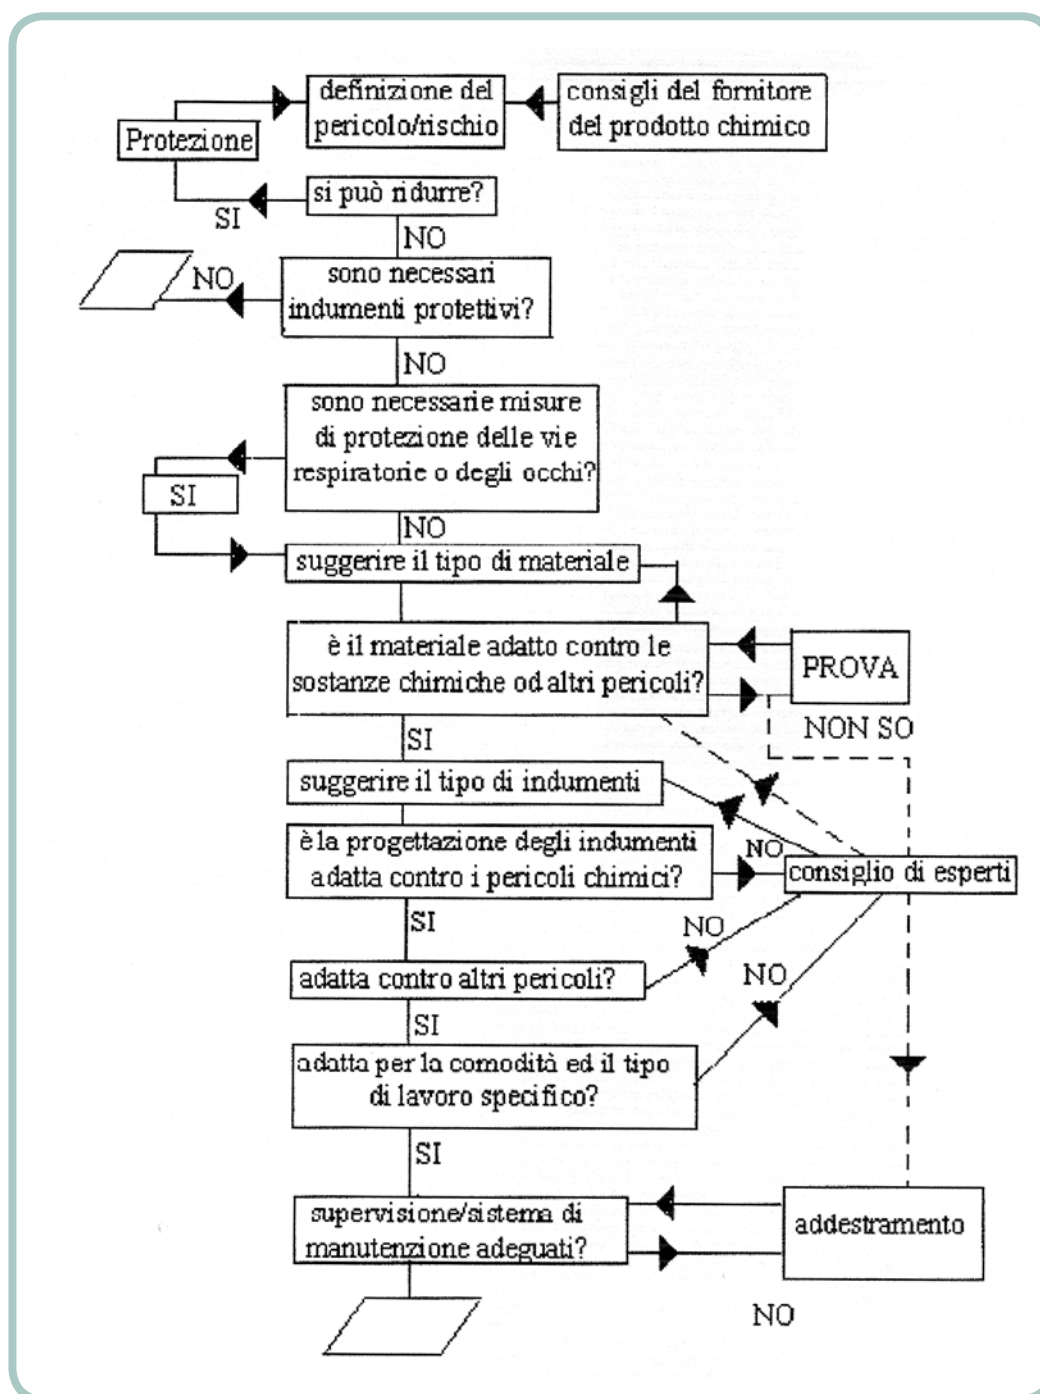 definizione del
pericolo/rischio
consigli del fornitore
del prodotto chimico
Protezione
si può ridurre?
SI
NO
sono necessari
indumenti protettivi?
NO
NO
sono necessarie misure
di protezione delle vie
respiratorie o degli occhi?
SI
NO
suggerire il tipo di materiale
è il materiale adatto contro le
sostanze chimiche od altri pericoli?
PROVA
NON SO
SI
suggerire il tipo di indumenti
è la progettazione degli indumenti
adatta contro i pericoli chimici?
NO
consiglio di esperti
SI
NO
adatta contro altri pericoli?
NO
SI
adatta per la comodità ed il tipo
di lavoro specifico?
SI
supervisione/sistema di
manutenzione adeguati?
addestramento
NO